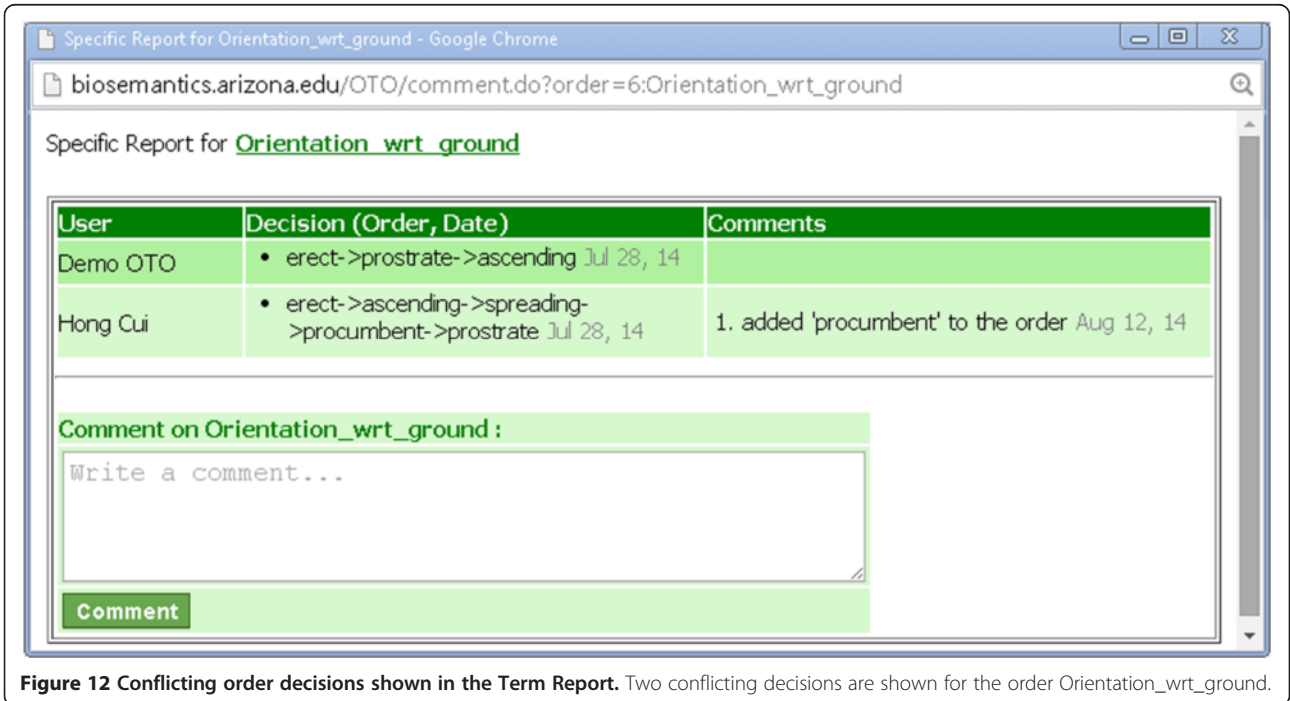 Specific Report for Orientation_wrt_ground - Google Chrome
biosemantics.arizona.edu/OTO/comment.do?order=6:Orientation_wrt_ground
Specific Report for Orientation_wrt_ground
User Decision (Order, Date) Comments
Demo OTO • erect->prostrate->ascending Jul 28, 14
Hong Cui • erect->ascending->spreading-
>procumbent->prostrate Jul 28, 14 1. added 'procumbent' to the order Aug 12, 14
Comment on Orientation_wrt_ground :
Write a comment...
Comment
Figure 12 Conflicting order decisions shown in the Term Report. Two conflicting decisions are shown for the order Orientation_wrt_ground.